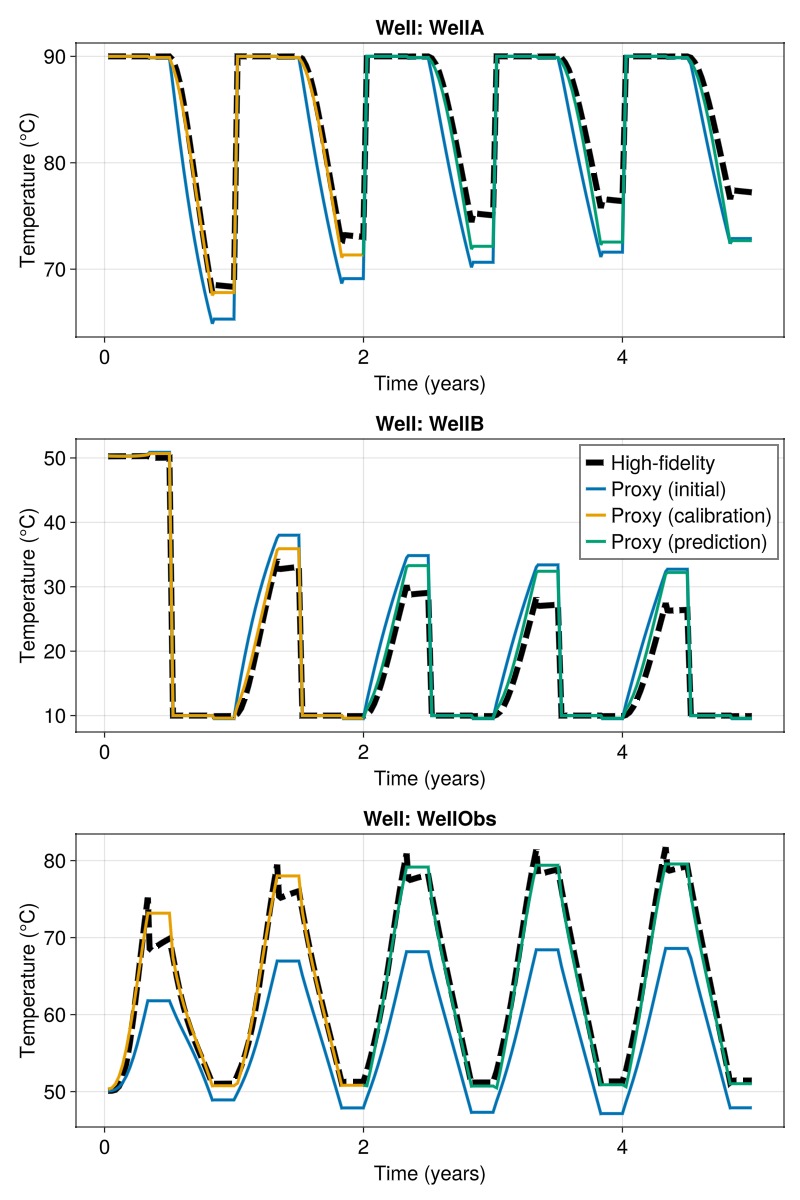 Well: WellA
90
80
70
Temperature (°C)
0 2 4
Time (years)
Well: WellB
50
40
30
20
10
Temperature (°C)
High-fidelity
Proxy (initial)
Proxy (calibration)
Proxy (prediction)
0 2 4
Time (years)
Well: WellObs
80
70
60
50
Temperature (°C)
0 2 4
Time (years)